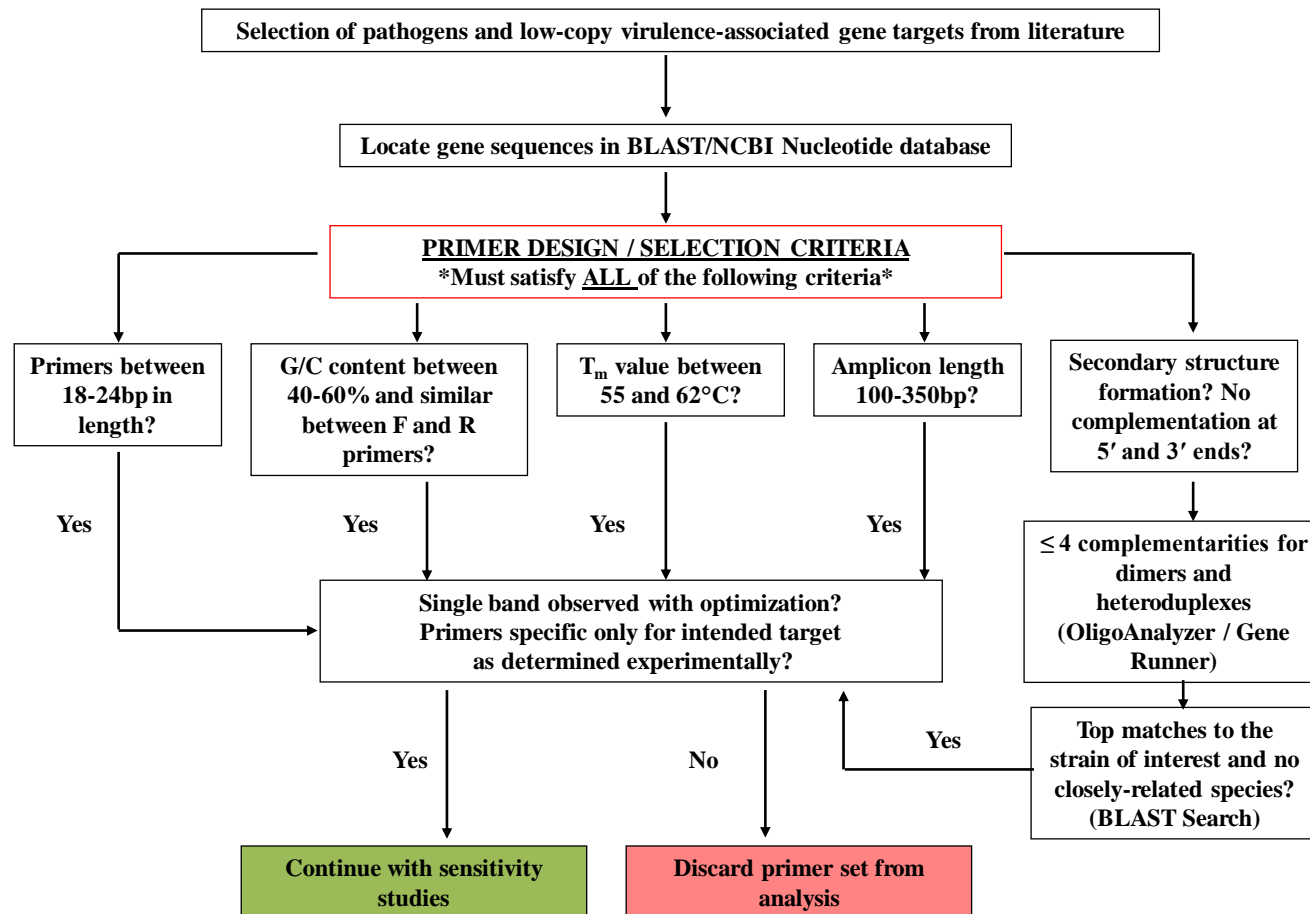 Selection of pathogens and low-copy virulence-associated gene targets from literature
Locate gene sequences in BLAST/NCBI Nucleotide database
PRIMER DESIGN / SELECTION CRITERIA
*Must satisfy ALL of the following criteria*
Primers between
18-24bp in
length?
G/C content between
40-60% and similar
between F and R
primers?
Tm value between
55 and 62°C?
Amplicon length
100-350bp?
Secondary structure
formation? No
complementation at
5′ and 3′ ends?
Yes
Yes
Yes
Yes
≤ 4 complementarities for
dimers and
heteroduplexes
(OligoAnalyzer / Gene
Runner)
Single band observed with optimization?
Primers specific only for intended target
as determined experimentally?
Top matches to the
strain of interest and no
closely-related species?
(BLAST Search)
Yes
Yes
No
Continue with sensitivity
studies
Discard primer set from
analysis